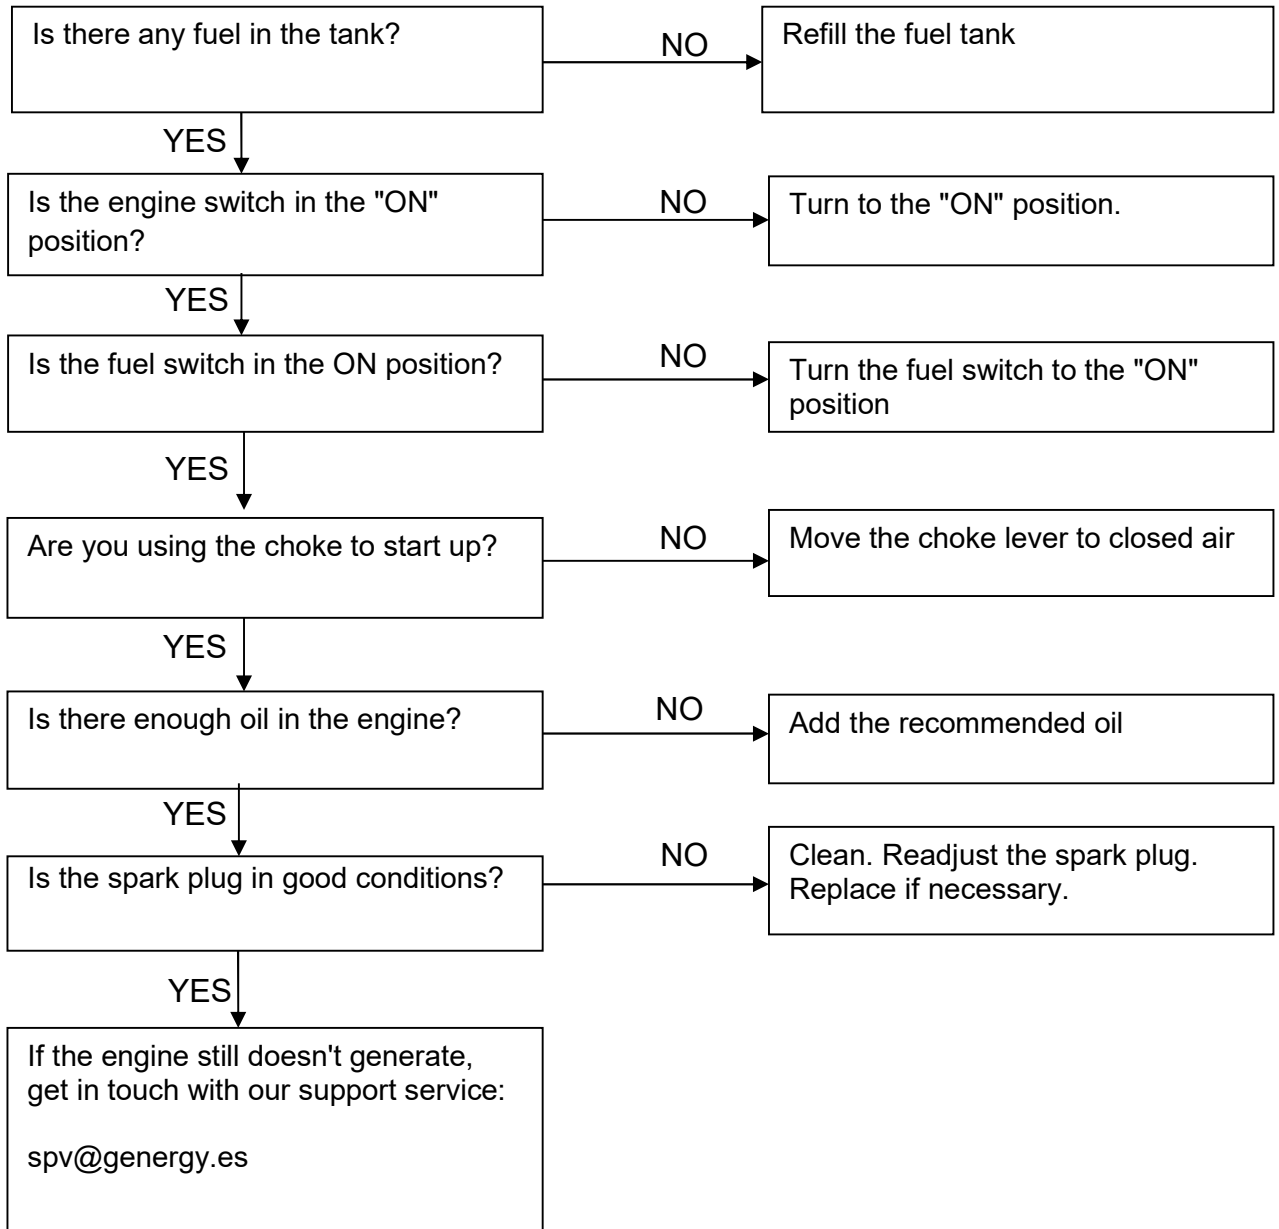 Is there any fuel in the tank?
NO
Refill the fuel tank
YES
Is the engine switch in the "ON"
position?
NO
Turn to the "ON" position.
YES
Is the fuel switch in the ON position?
NO
Turn the fuel switch to the "ON"
position
YES
Are you using the choke to start up?
NO
Move the choke lever to closed air
YES
Is there enough oil in the engine?
NO
Add the recommended oil
YES
Is the spark plug in good conditions?
NO
Clean. Readjust the spark plug.
Replace if necessary.
YES
If the engine still doesn't generate,
get in touch with our support service:
spv@genergy.es